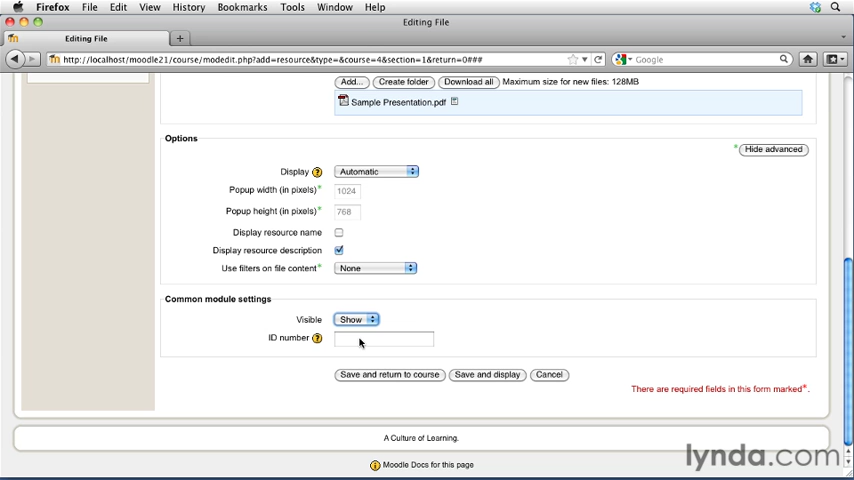 Firefox File Edit View History Bookmarks Tools Window Help
Editing File
Editing File +
http://localhost/moodle21/course/modedit.php?add=resource&type=&course=4&section=1&return=0### Google
Add... Create folder Download all Maximum size for new files: 128MB
Sample Presentation.pdf
Options
* Hide advanced
Display ? Automatic
Popup width (in pixels)* 1024
Popup height (in pixels)* 768
Display resource name
Display resource description
Use filters on file content* None
Common module settings
Visible Show
ID number ?
Save and return to course Save and display Cancel
There are required fields in this form marked*.
A Culture of Learning.
Moodle Docs for this page
lynda.com